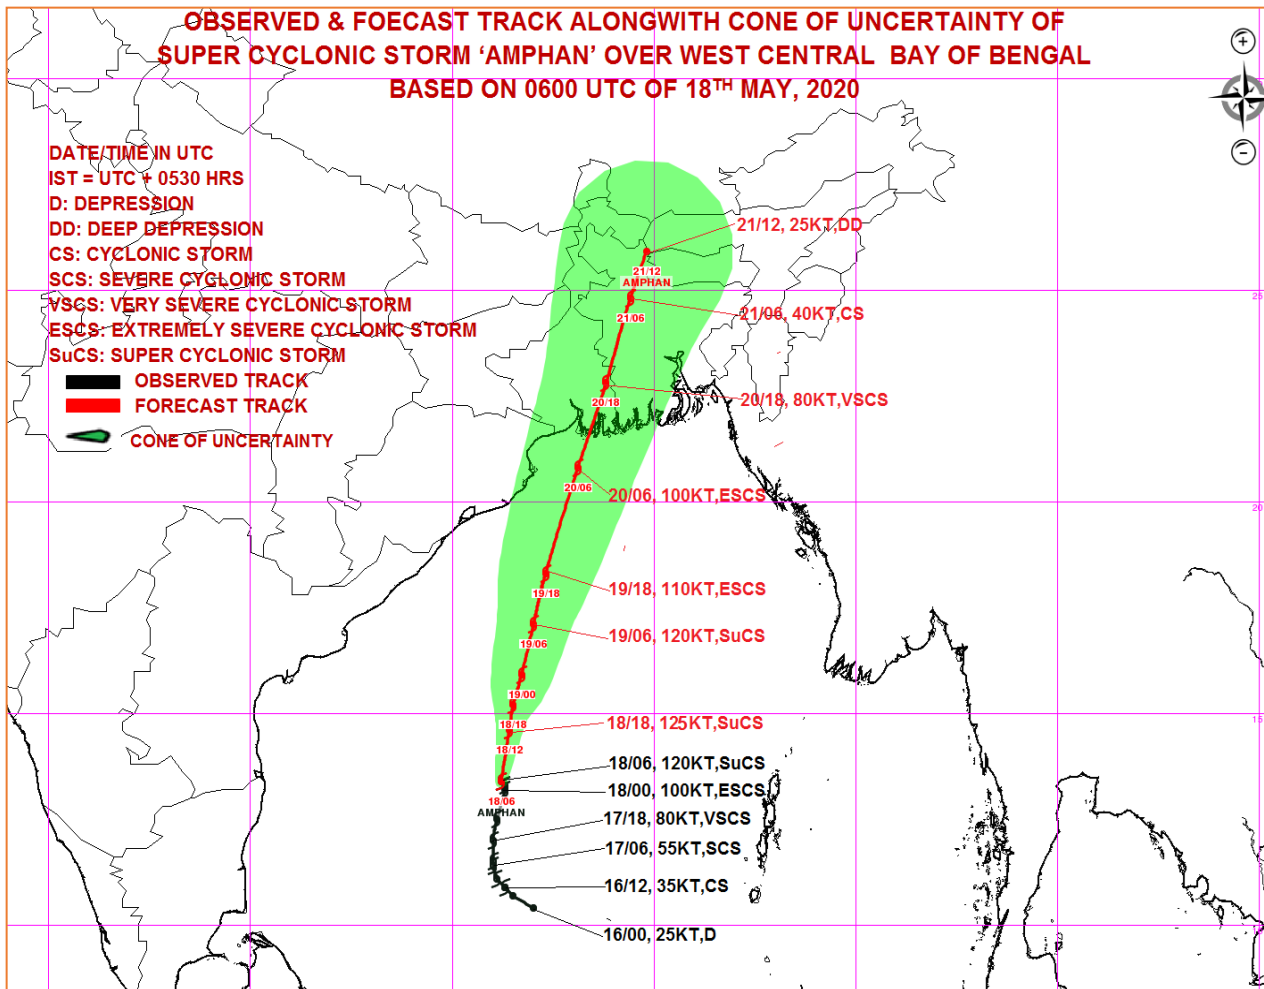 OBSERVED & FOECAST TRACK ALONGWITH CONE OF UNCERTAINTY OF
SUPER CYCLONIC STORM ‘AMPHAN’ OVER WEST CENTRAL BAY OF BENGAL
BASED ON 0600 UTC OF 18TH MAY, 2020
DATE/TIME IN UTC
IST = UTC + 0530 HRS
D: DEPRESSION
DD: DEEP DEPRESSION
CS: CYCLONIC STORM
SCS: SEVERE CYCLONIC STORM
VSCS: VERY SEVERE CYCLONIC STORM
ESCS: EXTREMELY SEVERE CYCLONIC STORM
SuCS: SUPER CYCLONIC STORM
OBSERVED TRACK
FORECAST TRACK
CONE OF UNCERTAINTY
21/12, 25KT,DD
21/12
AMPHAN
25
21/06, 40KT,CS
21/06
20/18, 80KT,VSCS
20/18
20/06
20/06, 100KT,ESCS
20
19/18, 110KT,ESCS
19/18
19/06, 120KT,SuCS
19/06
19/00
18/18, 125KT,SuCS
18/18
15
18/12
18/06, 120KT,SuCS
18/00, 100KT,ESCS
18/06
AMPHAN
17/18, 80KT,VSCS
17/06, 55KT,SCS
16/12, 35KT,CS
16/00, 25KT,D